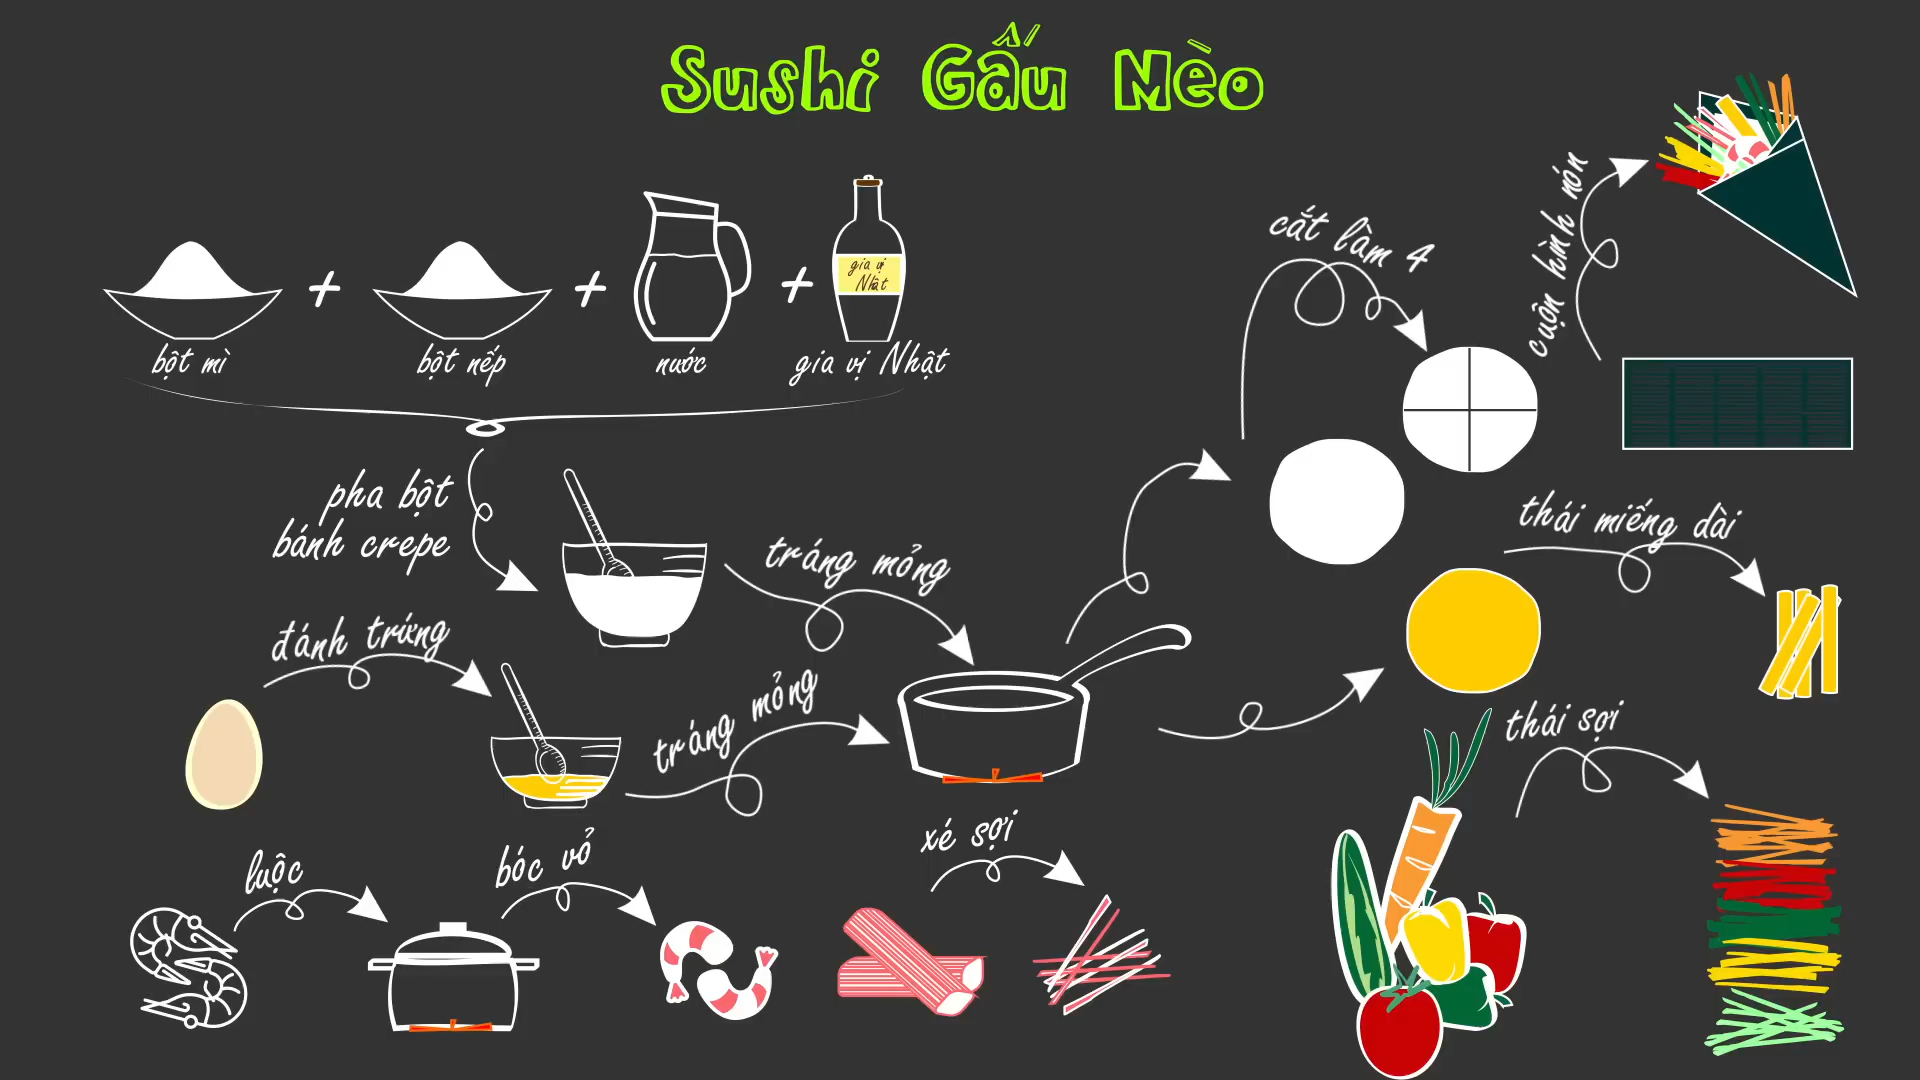 Sushi Gấu Mèo
gia vị
Nhật
bột mì
bột nếp
nước
gia vị Nhật
pha bột
bánh crepe
tráng mỏng
đánh trứng
tráng mỏng
luộc
bóc vỏ
xé sợi
cắt làm 4
cuộn hình nón
thái miếng dài
thái sợi